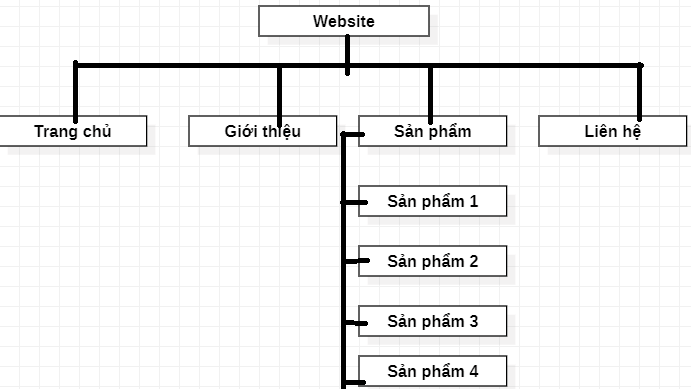 Website
Trang chủ
Giới thiệu
Sản phẩm
Liên hệ
Sản phẩm 1
Sản phẩm 2
Sản phẩm 3
Sản phẩm 4